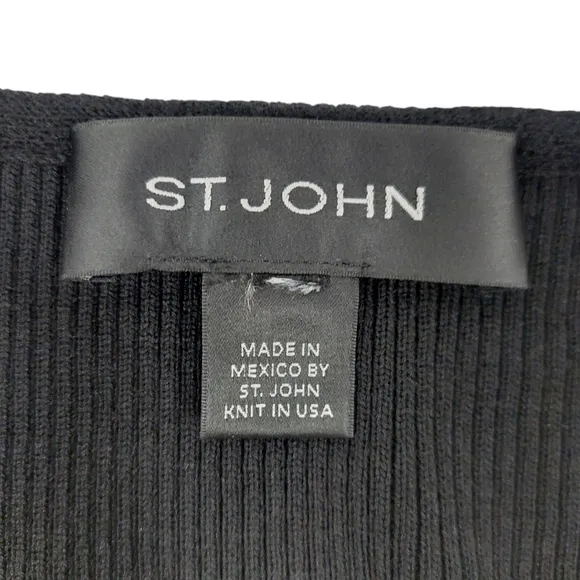 ST. JOHN
MADE IN
MEXICO BY
ST. JOHN
KNIT IN USA